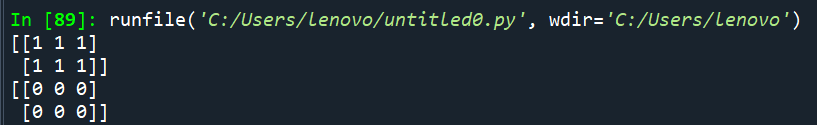 In [89]: runfile('C:/Users/lenovo/untitled0.py', wdir='C:/Users/lenovo')
[[1 1 1]
 [1 1 1]]
[[0 0 0]
 [0 0 0]]